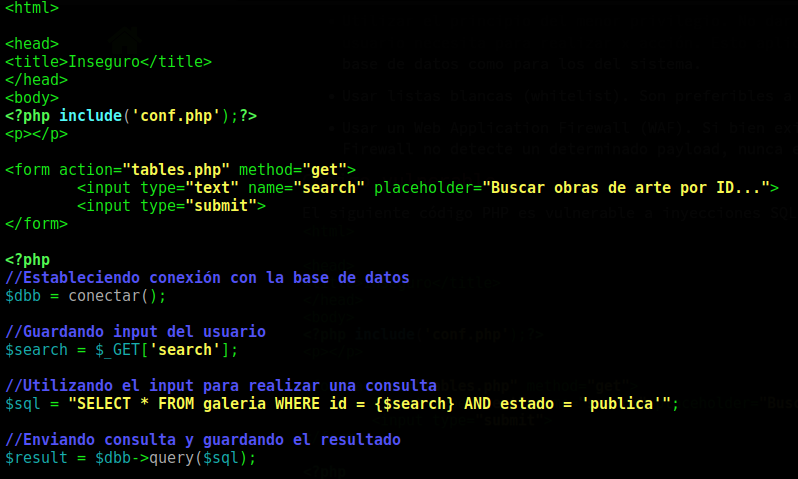 <html>
<head>
<title>Inseguro</title>
</head>
<body>
<?php include('conf.php');?>
<p></p>
<form action="tables.php" method="get">
<input type="text" name="search" placeholder="Buscar obras de arte por ID...">
<input type="submit">
</form>
<?php
//Estableciendo conexión con la base de datos
$dbb = conectar();
//Guardando input del usuario
$search = $_GET['search'];
//Utilizando el input para realizar una consulta
$sql = "SELECT * FROM galeria WHERE id = {$search} AND estado = 'publica'";
//Enviando consulta y guardando el resultado
$result = $dbb->query($sql);